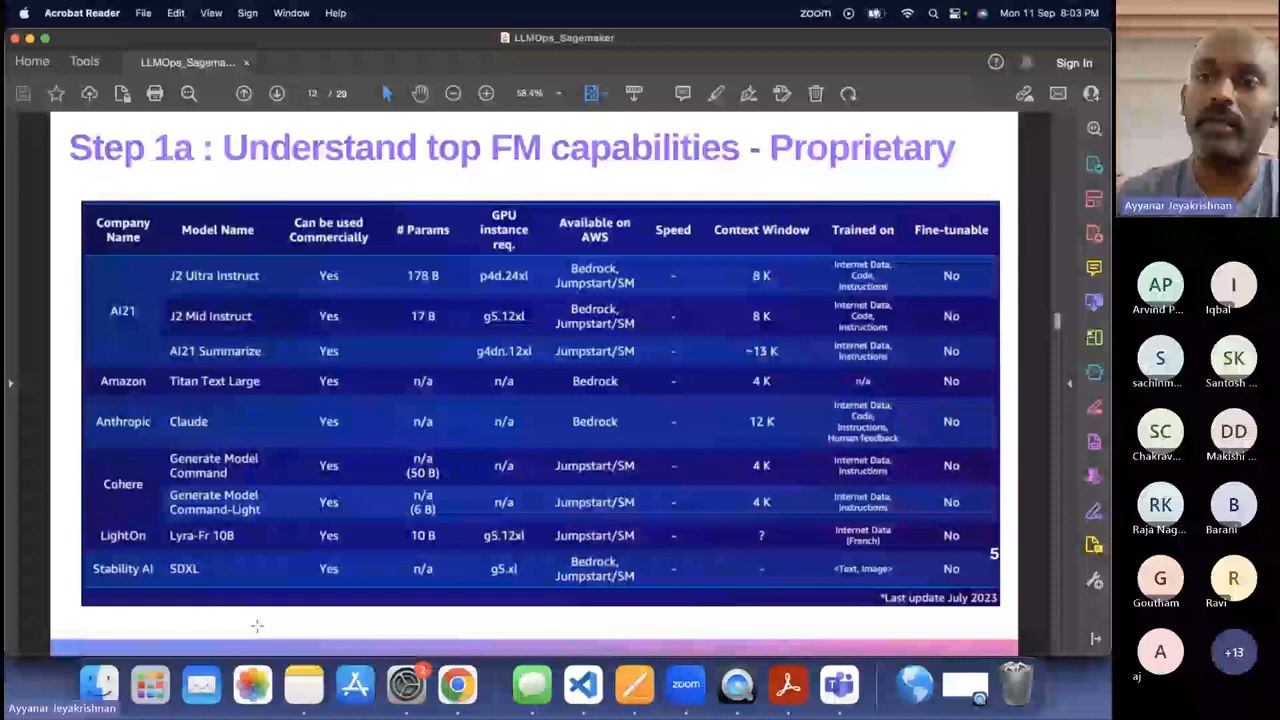 Acrobat Reader File Edit View Sign Window Help zoom Mon 11 Sep 8:03 PM
LLMOps_Sagemaker
Home Tools LLMOps_Sagema... × Sign In
12 / 29 58.4%
Step 1a : Understand top FM capabilities - Proprietary
Company Name Model Name Can be used Commercially # Params GPU instance req. Available on AWS Speed Context Window Trained on Fine-tunable
AI21 J2 Ultra Instruct Yes 178 B p4d.24xl Bedrock, Jumpstart/SM - 8 K Internet Data, Code, Instructions No
J2 Mid Instruct Yes 17 B g5.12xl Bedrock, Jumpstart/SM - 8 K Internet Data, Code, Instructions No
AI21 Summarize Yes g4dn.12xl Jumpstart/SM - ~13 K Internet Data, Instructions No
Amazon Titan Text Large Yes n/a n/a Bedrock - 4 K n/a No
Anthropic Claude Yes n/a n/a Bedrock - 12 K Internet Data, Code, Instructions, Human feedback No
Cohere Generate Model Command Yes n/a (50 B) n/a Jumpstart/SM - 4 K Internet Data, Instructions No
Generate Model Command-Light Yes n/a (6 B) n/a Jumpstart/SM - 4 K Internet Data, Instructions No
LightOn Lyra-Fr 10B Yes 10 B g5.12xl Jumpstart/SM - ? Internet Data (French) No
5
Stability AI SDXL Yes n/a g5.xl Bedrock, Jumpstart/SM - - <Text, Image> No
*Last update July 2023
Ayyanar Jeyakrishnan
AP I
Arvind P... Iqbal
S SK
sachinm... Santosh
SC DD
Chakrav... Makishi
RK B
Raja Nag... Barani
G R
Goutham Ravi
A +13
aj
2
zoom
Ayyanar Jeyakrishnan